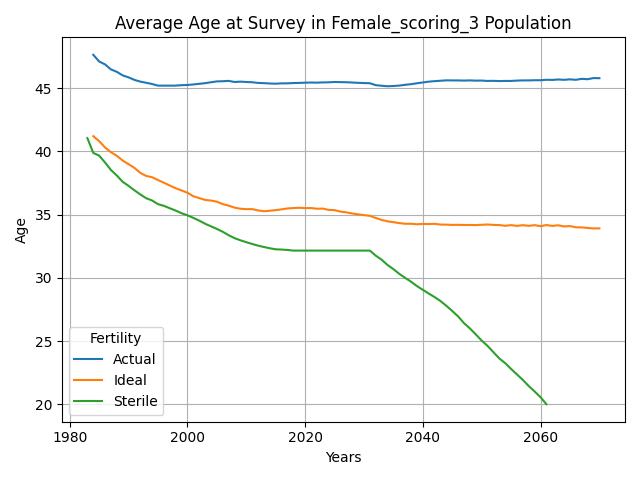 Average Age at Survey in Female_scoring_3 Population
Age
45
40
35
30
25
20
Fertility
Actual
Ideal
Sterile
1980
2000
2020
2040
2060
Years